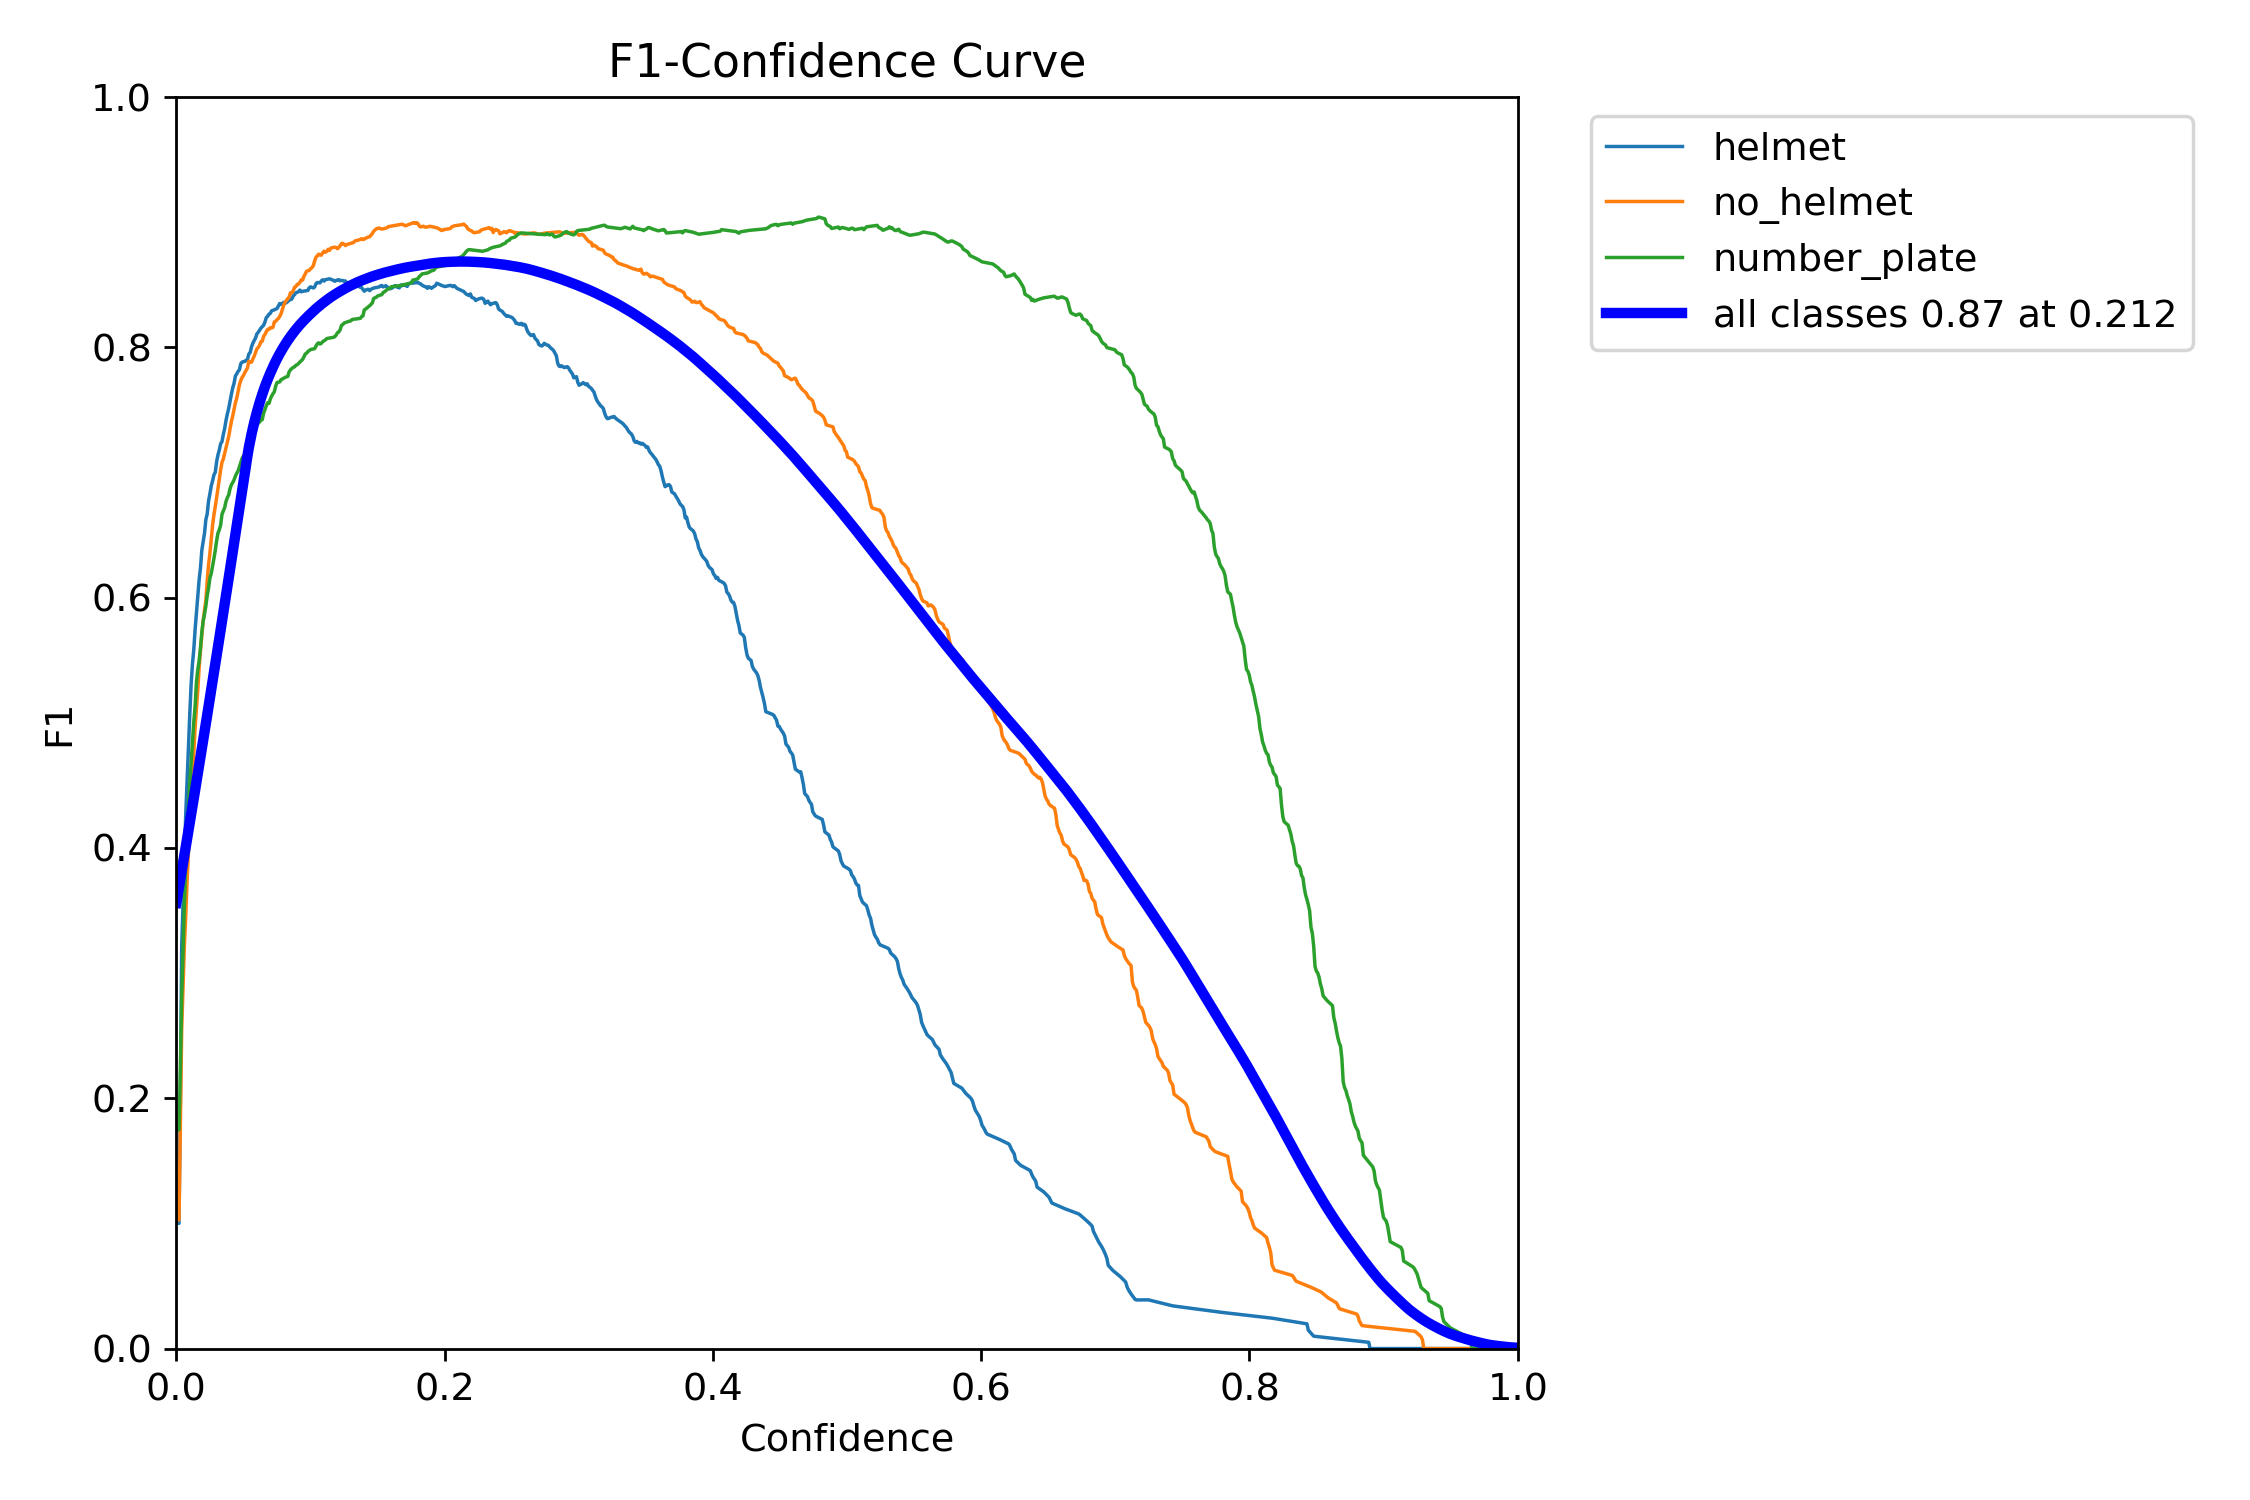 F1-Confidence Curve
1.0
0.8
0.6
0.4
0.2
0.0
F1
0.0 0.2 0.4 0.6 0.8 1.0
Confidence
helmet
no_helmet
number_plate
all classes 0.87 at 0.212